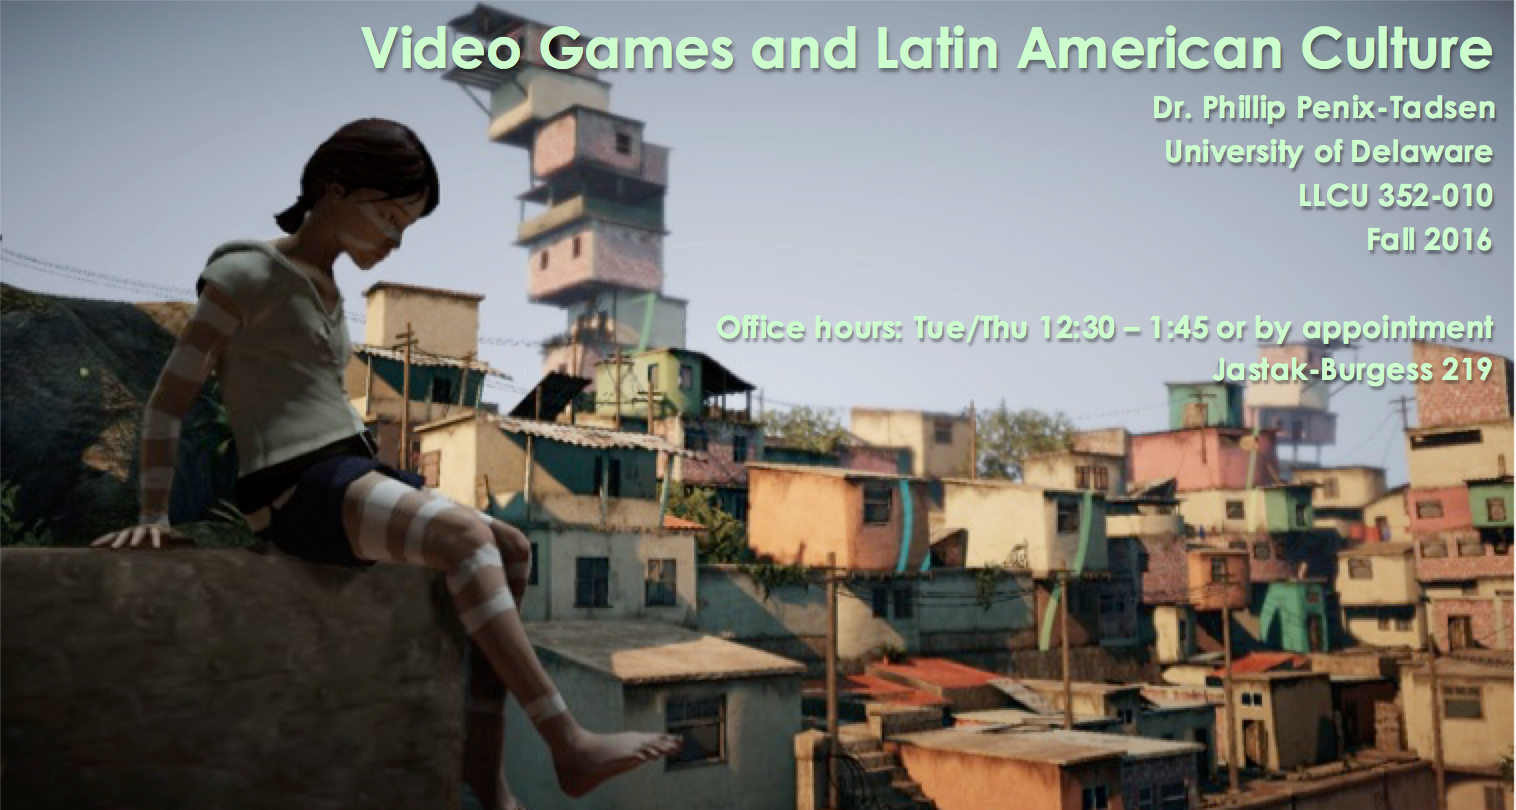 Video Games and Latin American Culture
Dr. Phillip Penix-Tadsen
University of Delaware
LLCU 352-010
Fall 2016
Office hours: Tue/Thu 12:30 – 1:45 or by appointment
Jastak-Burgess 219